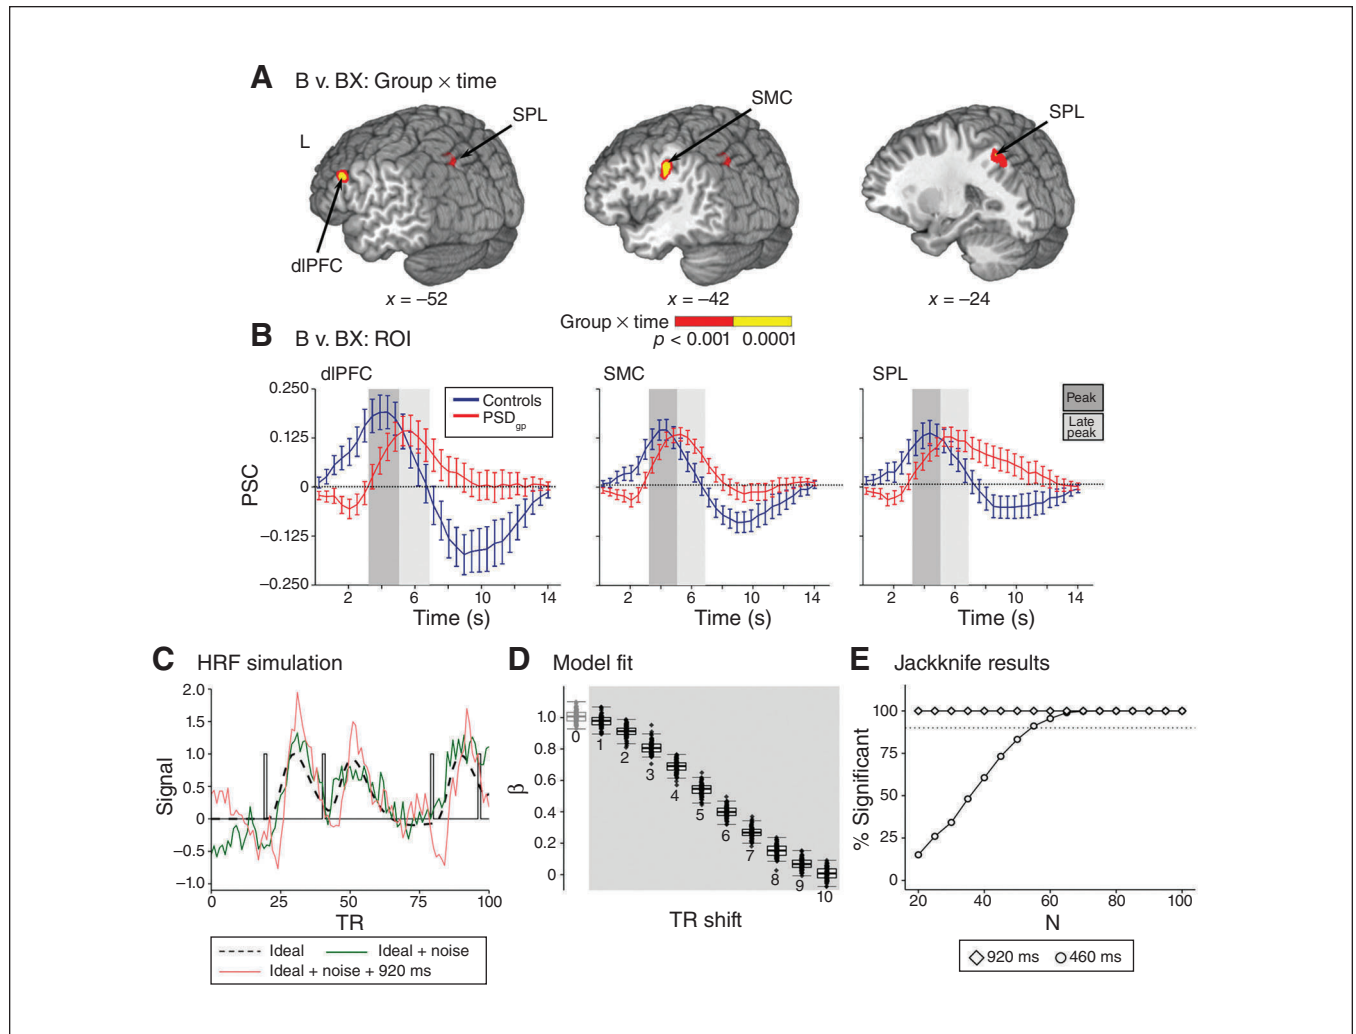 A B v. BX: Group × time
L
SPL
SMC
SPL
dlPFC
x = –52
x = –42
x = –24
Group × time
p < 0.001 0.0001
B B v. BX: ROI
dlPFC
SMC
SPL
Controls
PSDgp
Peak
Late
peak
PSC
0.250
0.125
0
–0.125
–0.250
2 6 10 14
2 6 10 14
2 6 10 14
Time (s)
Time (s)
Time (s)
C HRF simulation
Signal
2.0
1.5
1.0
0.5
0
–0.5
–1.0
0 25 50 75 100
TR
Ideal
Ideal + noise
Ideal + noise + 920 ms
D Model fit
β
1.0
0.8
0.6
0.4
0.2
0
0
1
2
3
4
5
6
7
8
9
10
TR shift
E Jackknife results
% Significant
100
75
50
25
0
20 40 60 80 100
N
920 ms
460 ms